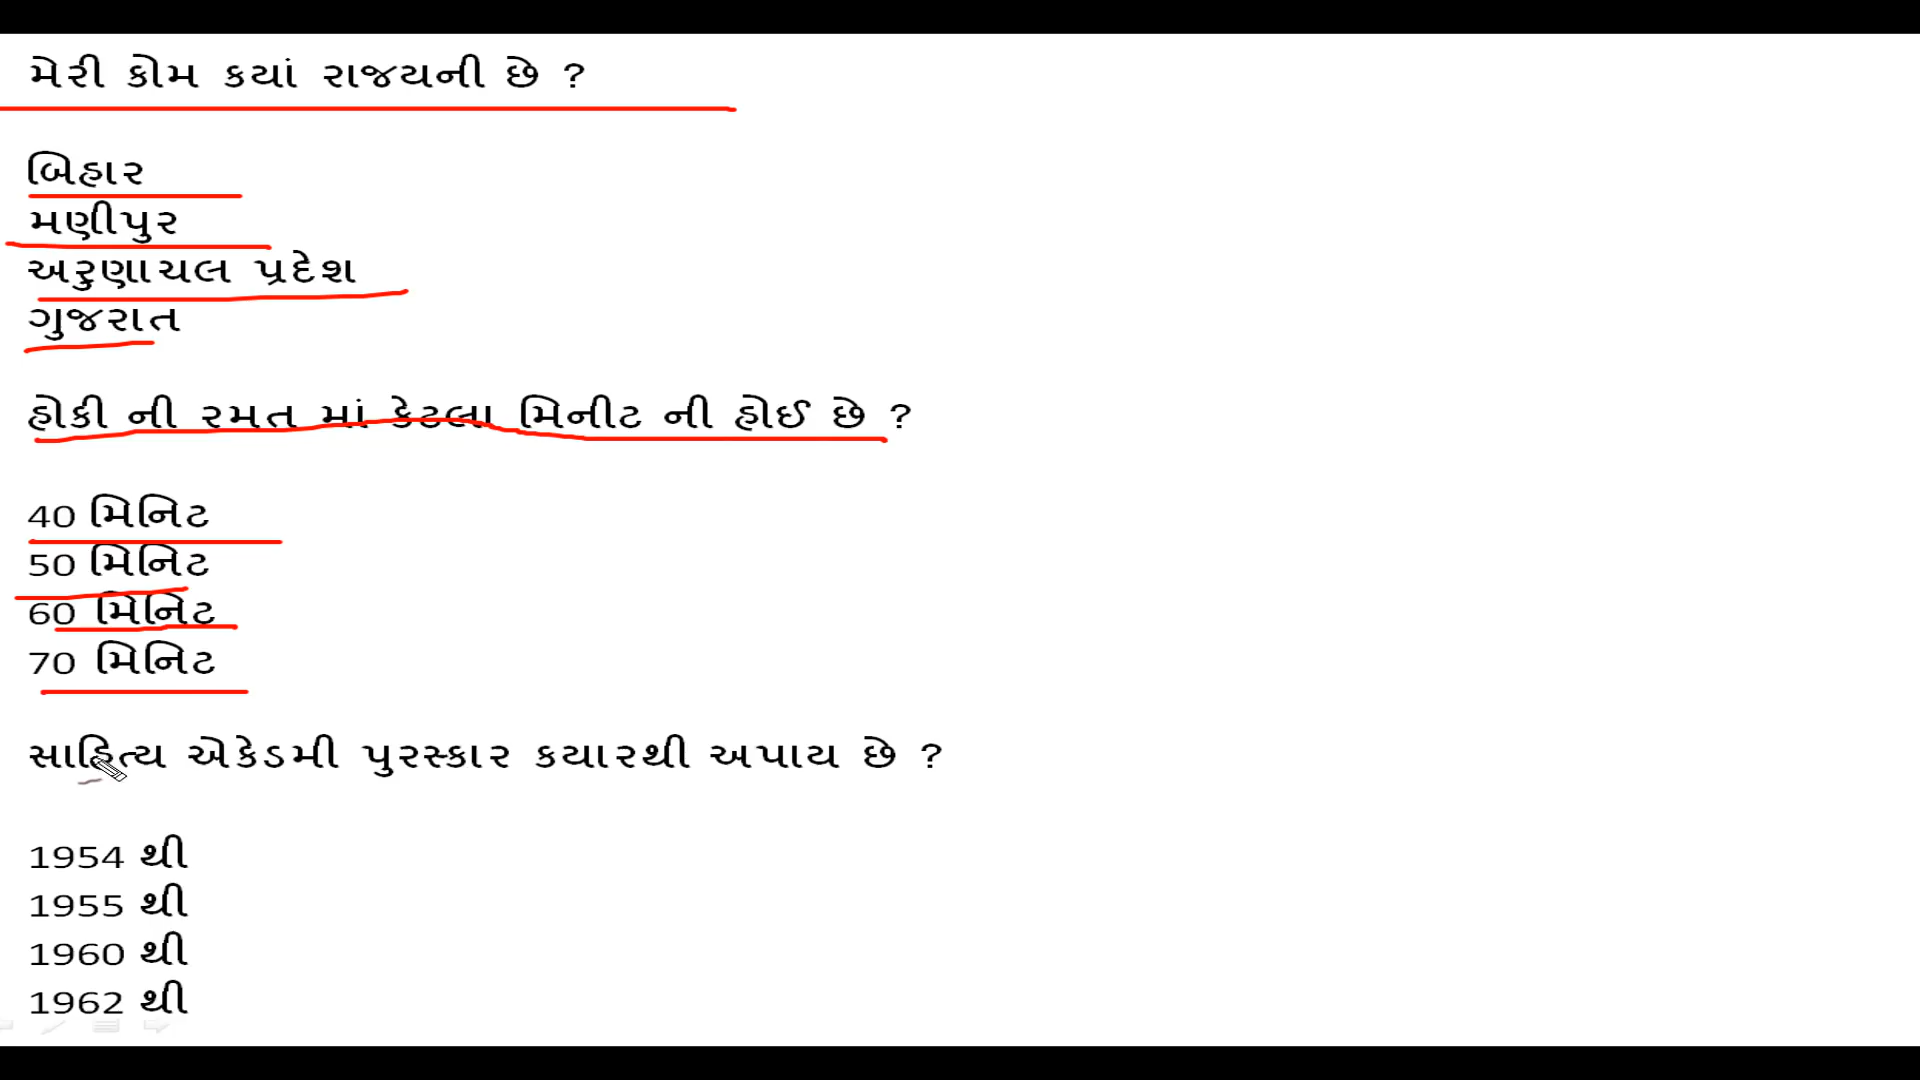 મેરી કોમ કયાં રાજયની છે ?
બિહાર
મણીપુર
અરુણાચલ પ્રદેશ
ગુજરાત
હોકી ની રમત માં કેટલા મિનીટ ની હોઈ છે ?
40 મિનિટ
50 મિનિટ
60 મિનિટ
70 મિનિટ
સાહિત્ય એકેડમી પુરસ્કાર કયારથી અપાય છે ?
1954 થી
1955 થી
1960 થી
1962 થી